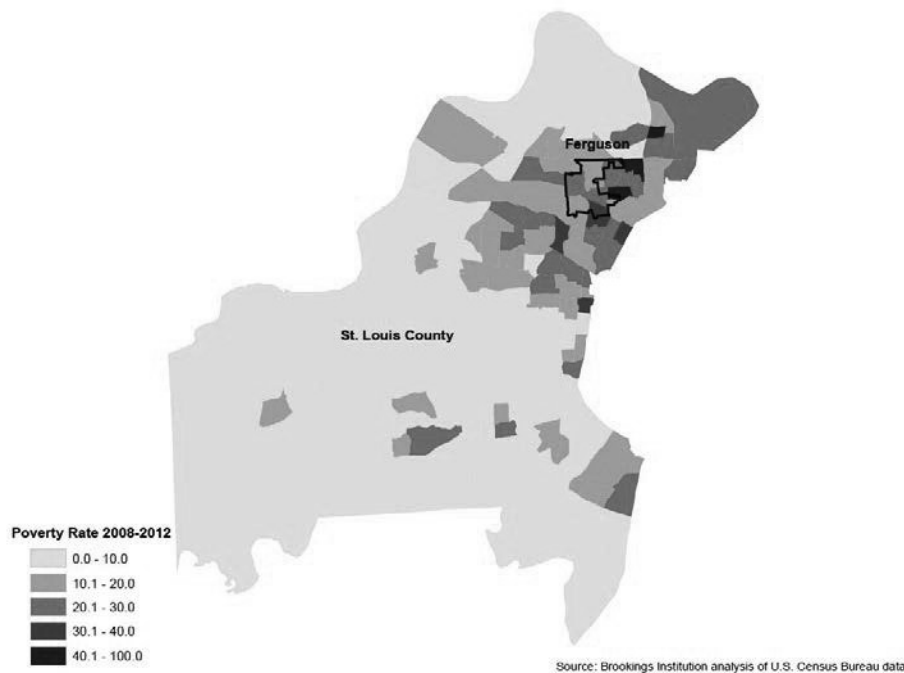 Ferguson
St. Louis County
Poverty Rate 2008-2012
0.0 - 10.0
10.1 - 20.0
20.1 - 30.0
30.1 - 40.0
40.1 - 100.0
Source: Brookings Institution analysis of U.S. Census Bureau data